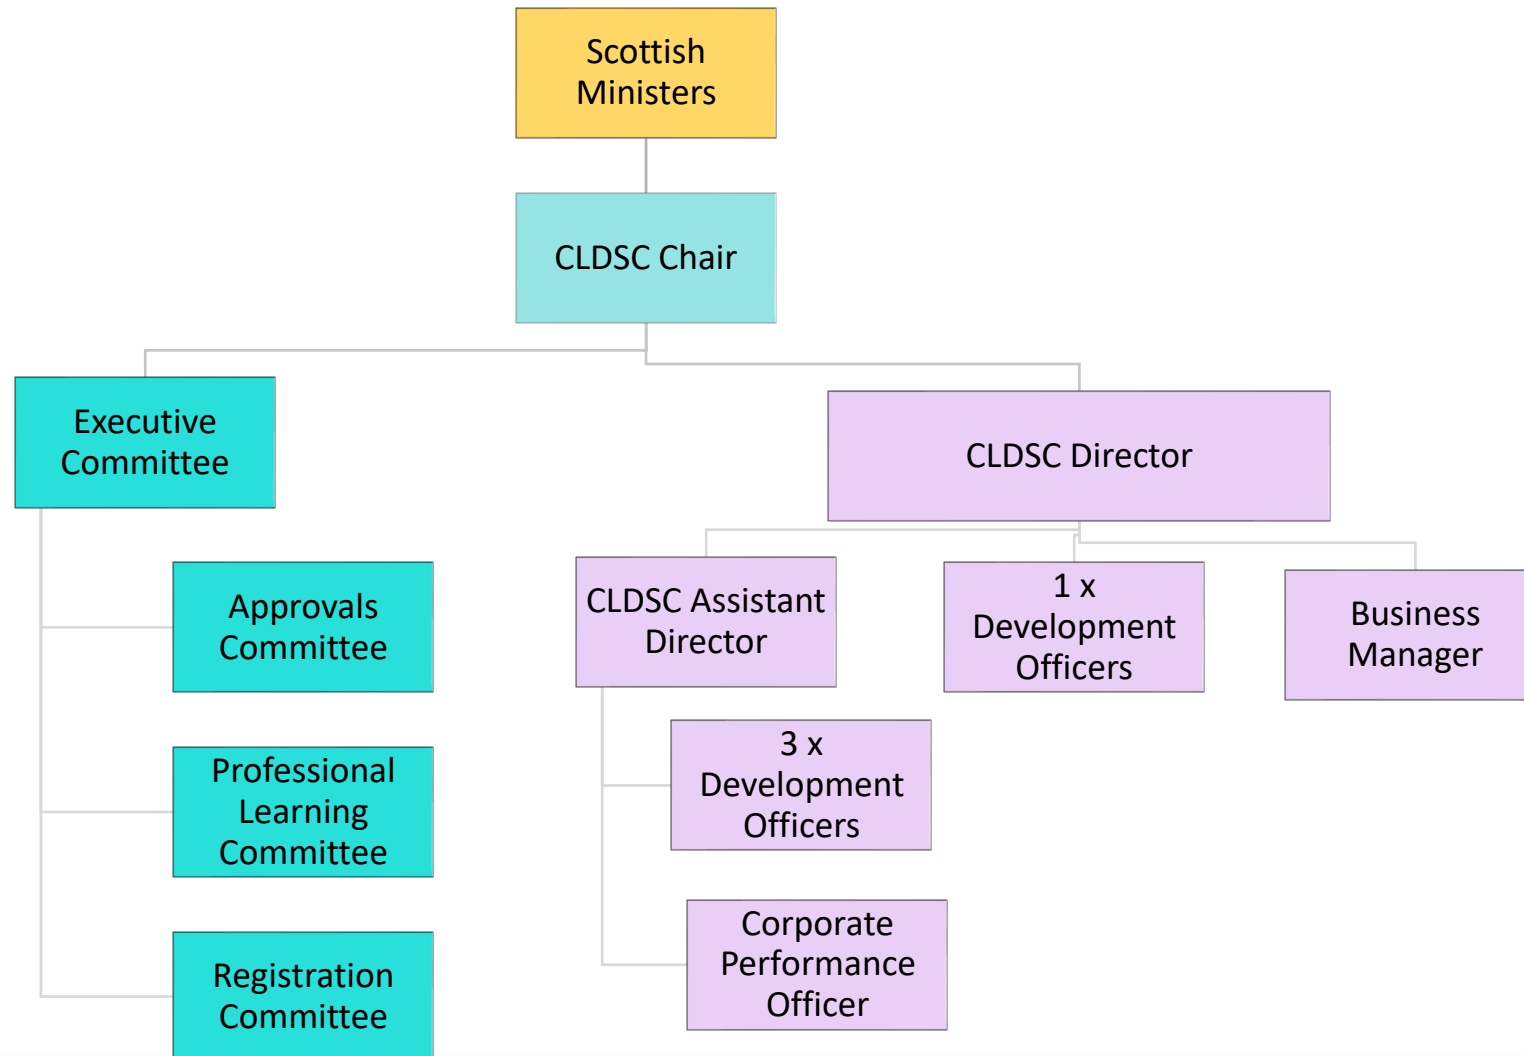 Scottish
Ministers
CLDSC Chair
Executive
Committee
CLDSC Director
Approvals
Committee
Professional
Learning
Committee
Registration
Committee
CLDSC Assistant
Director
3 x
Development
Officers
Corporate
Performance
Officer
1 x
Development
Officers
Business
Manager